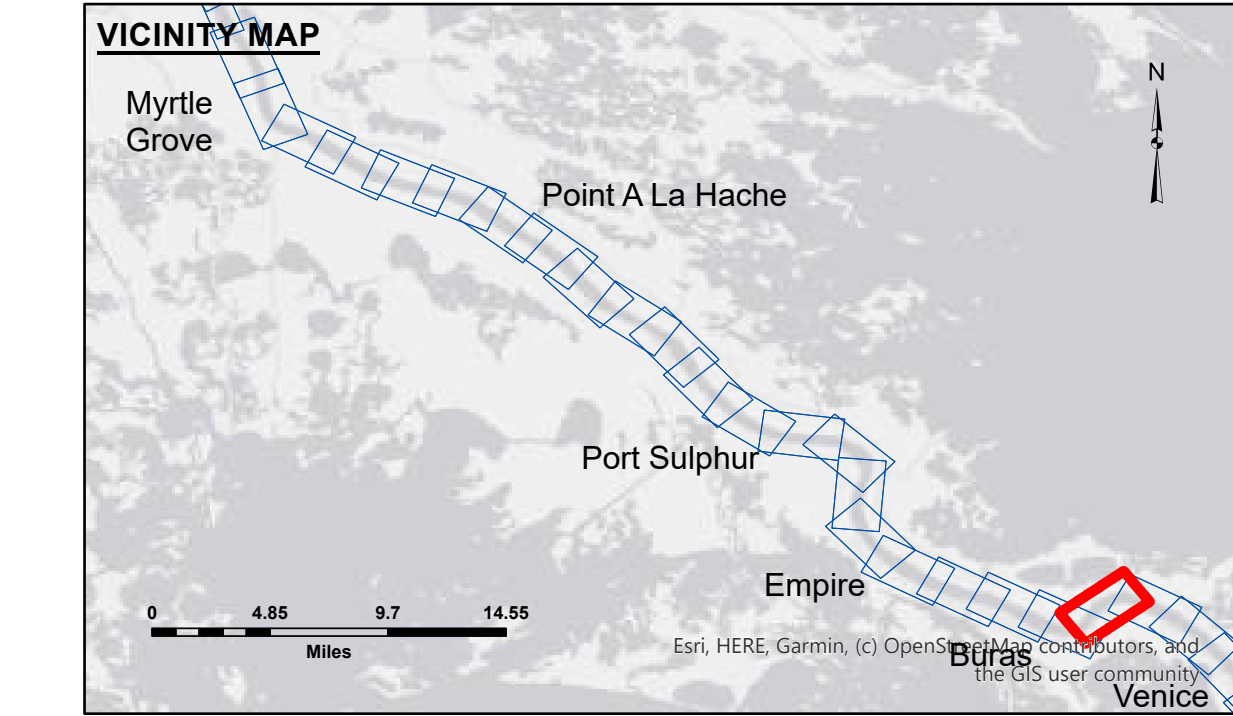 VICINITY MAP
N
Myrtle
Grove
Point A La Hache
Port Sulphur
Empire
0 4.85 9.7 14.55
Miles
Esri, HERE, Garmin, (c) OpenStreetMap contributors, and
Buras
the GIS user community
Venice